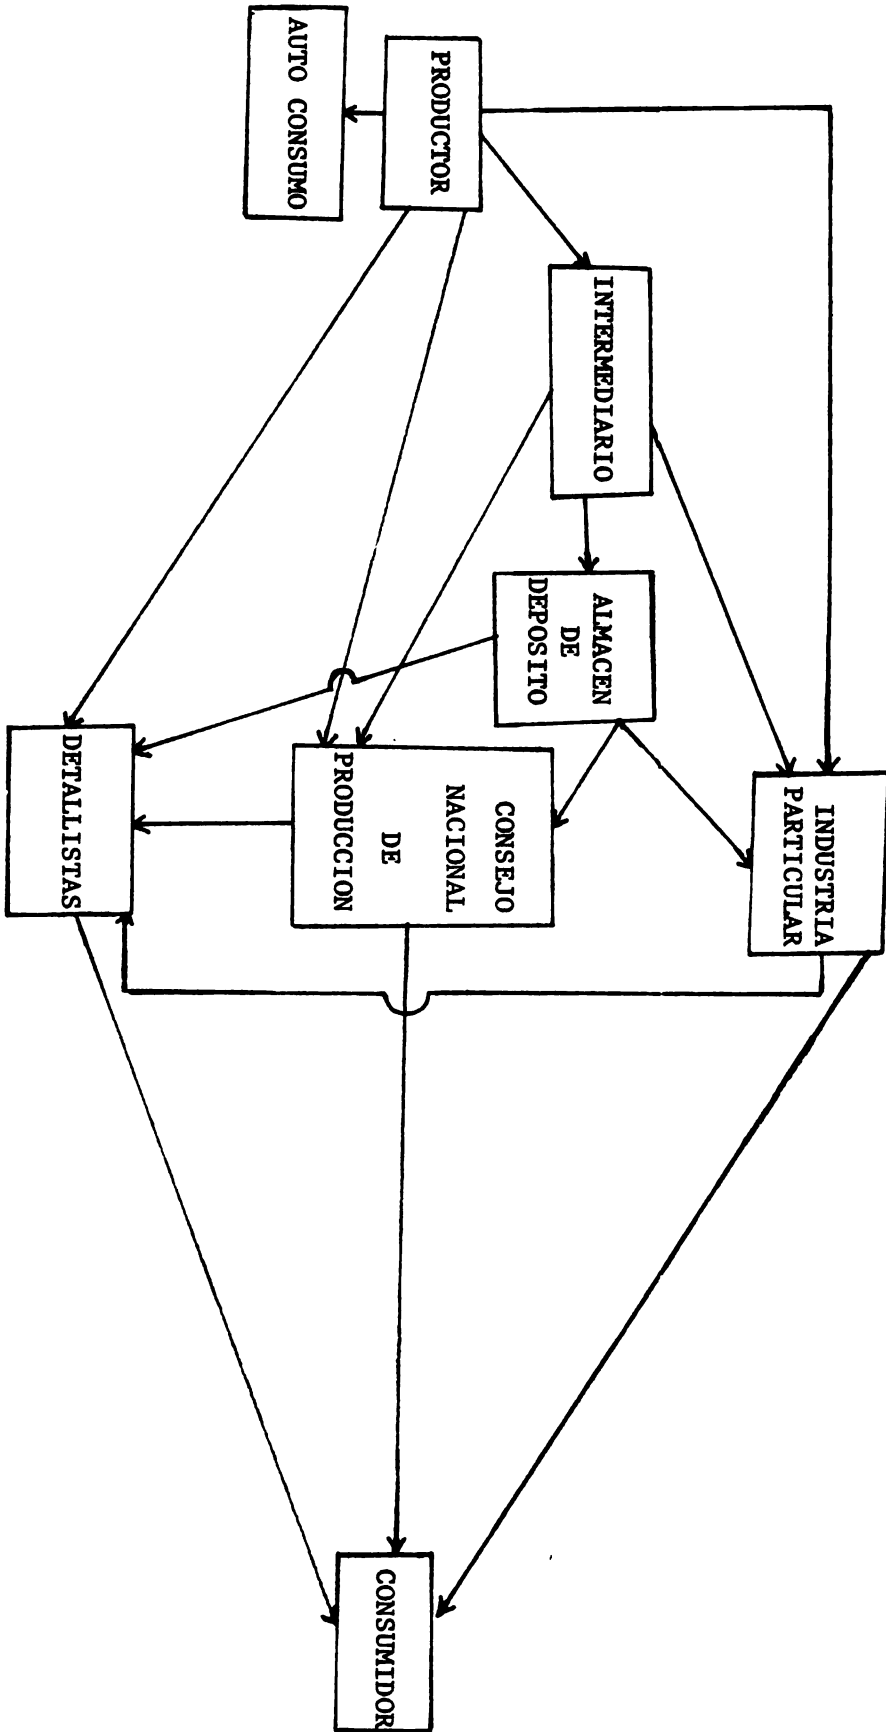 INDUSTRIA
PARTICULAR
INTERMEDIARIO
ALMACEN
DE
DEPOSITO
PRODUCTOR
CONSEJO
NACIONAL
DE
PRODUCCION
CONSUMIDOR
AUTO CONSUMO
DETALLISTAS